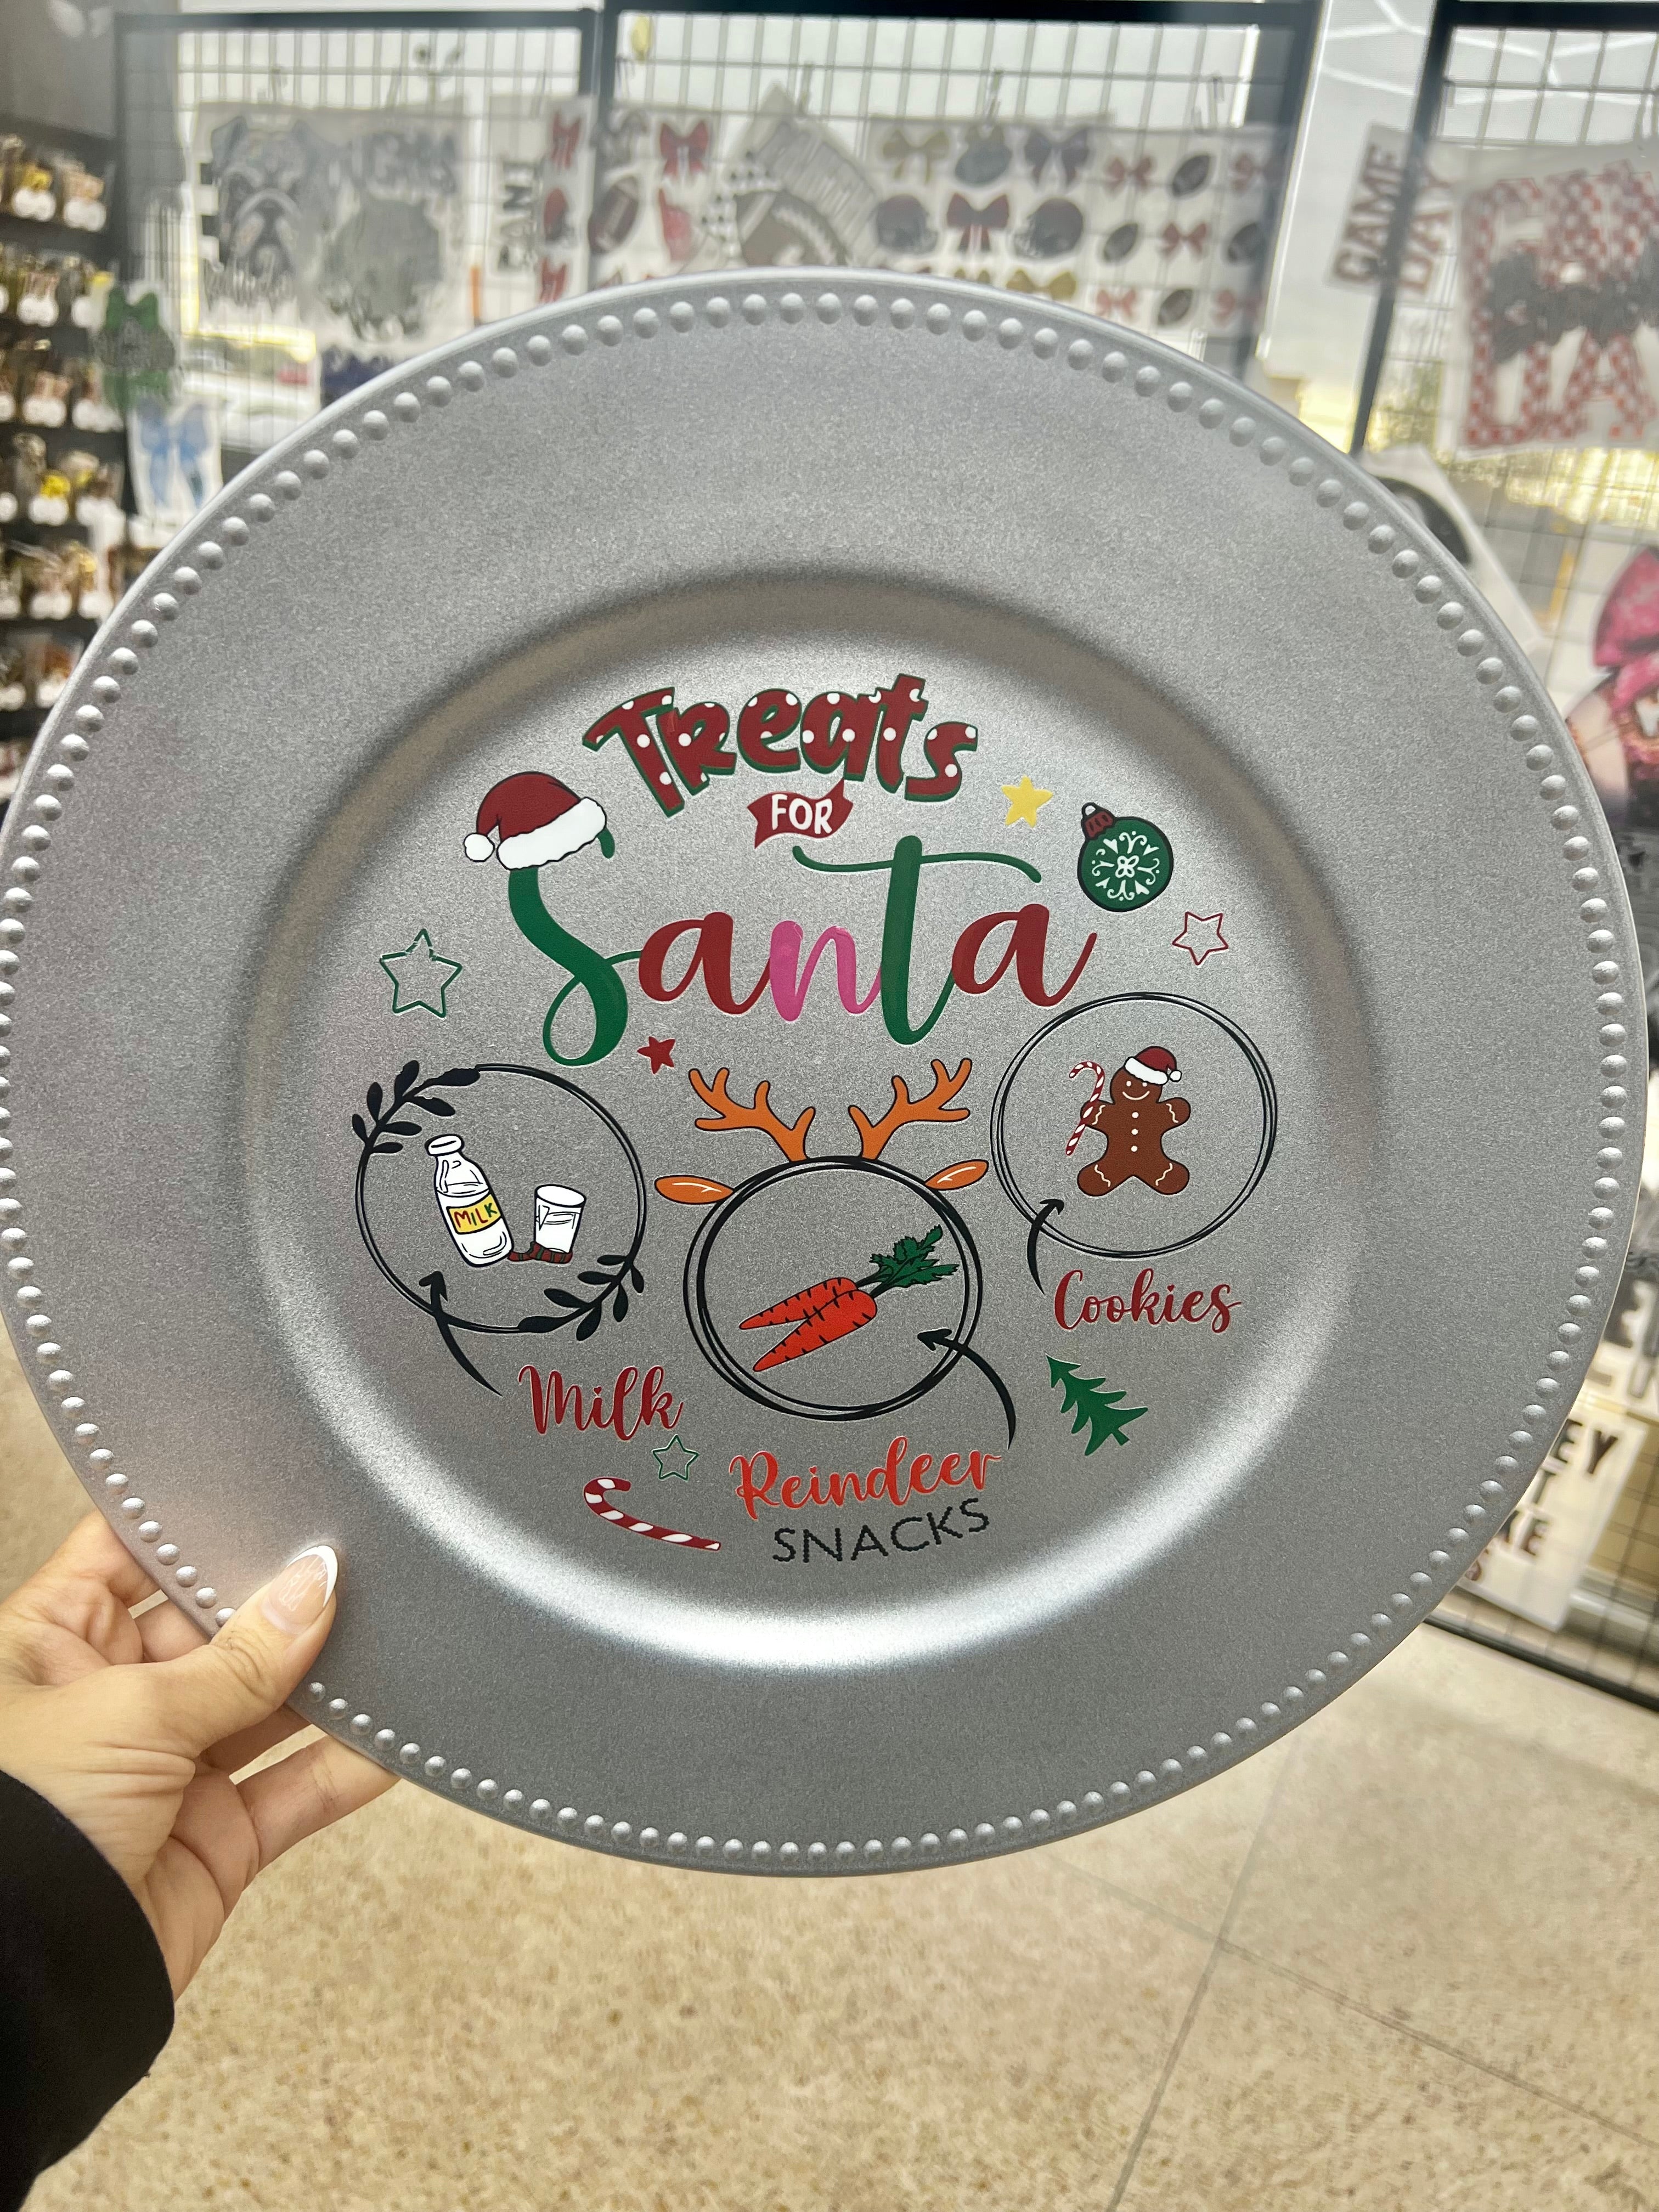 Treats
FOR
Santa
MILK
Cookies
Milk
Reindeer
SNACKS
GAME
DAY